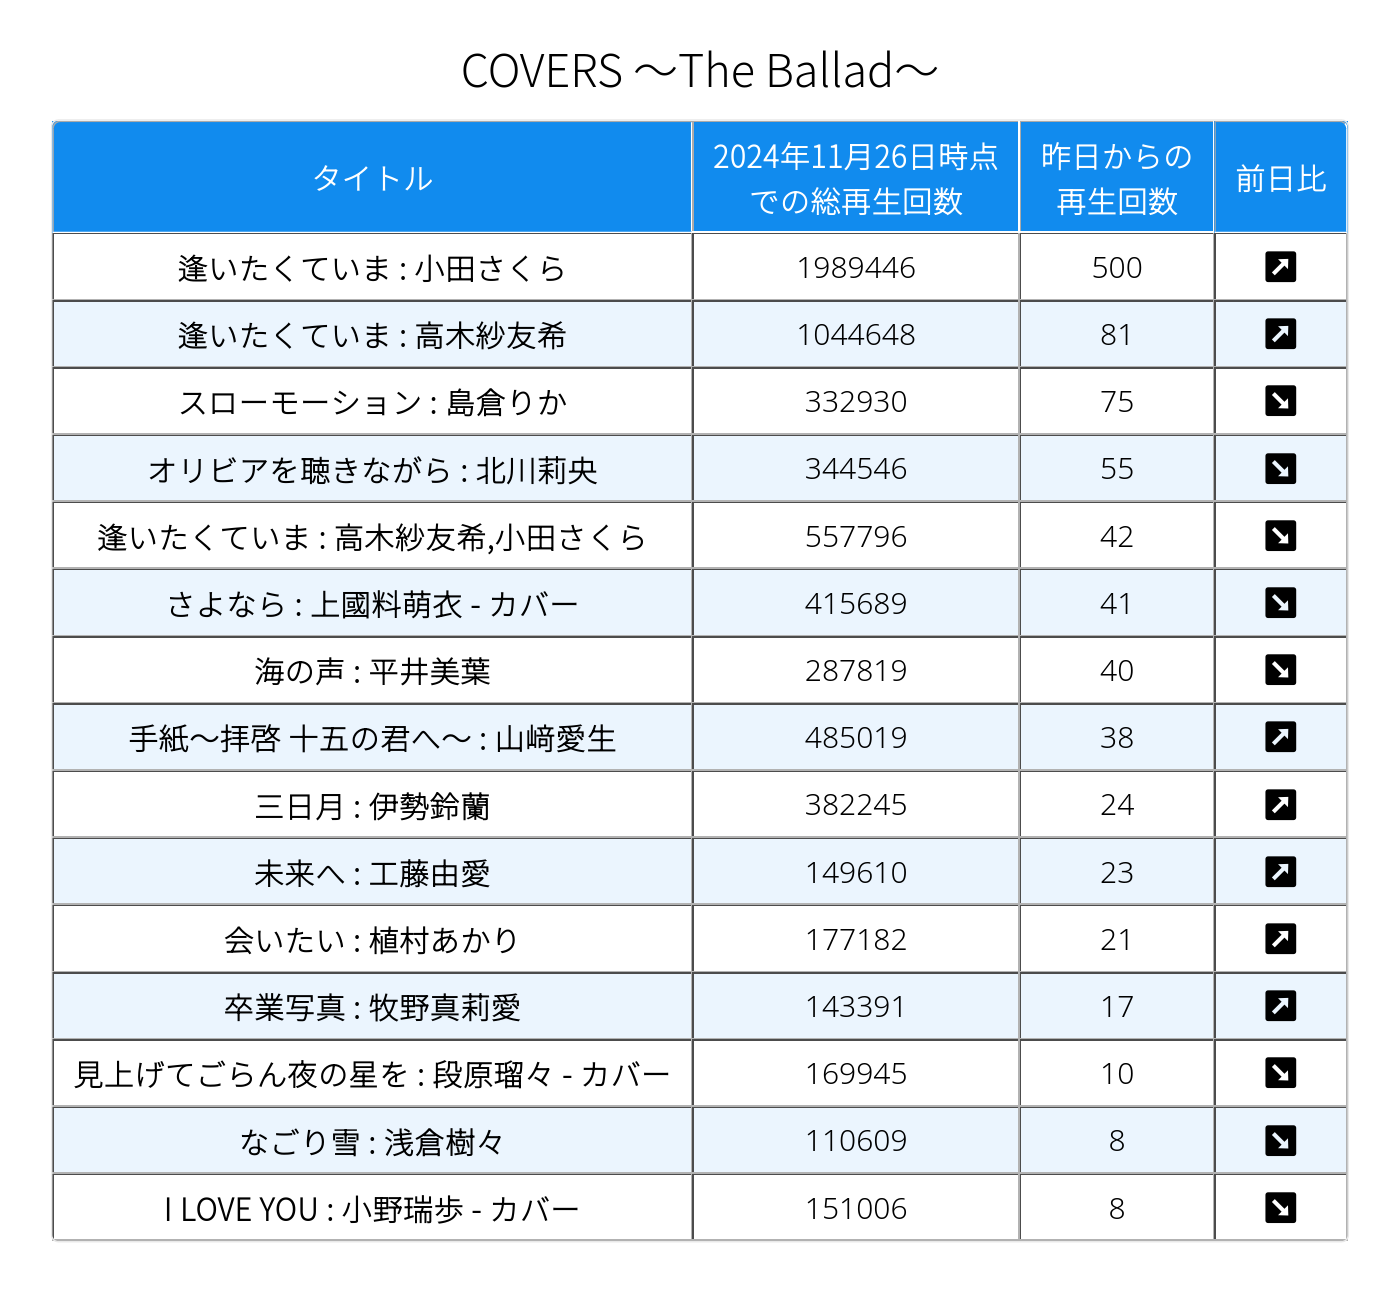 COVERS ～The Ballad～
タイトル 2024年11月26日時点での総再生回数 昨日からの再生回数 前日比
逢いたくていま : 小田さくら 1989446 500 ↗
逢いたくていま : 高木紗友希 1044648 81 ↗
スローモーション : 島倉りか 332930 75 ↘
オリビアを聴きながら : 北川莉央 344546 55 ↘
逢いたくていま : 高木紗友希,小田さくら 557796 42 ↘
さよなら : 上國料萌衣 - カバー 415689 41 ↘
海の声 : 平井美葉 287819 40 ↘
手紙～拝啓 十五の君へ～ : 山﨑愛生 485019 38 ↗
三日月 : 伊勢鈴蘭 382245 24 ↗
未来へ : 工藤由愛 149610 23 ↗
会いたい : 植村あかり 177182 21 ↗
卒業写真 : 牧野真莉愛 143391 17 ↗
見上げてごらん夜の星を : 段原瑠々 - カバー 169945 10 ↘
なごり雪 : 浅倉樹々 110609 8 ↘
I LOVE YOU : 小野瑞歩 - カバー 151006 8 ↘